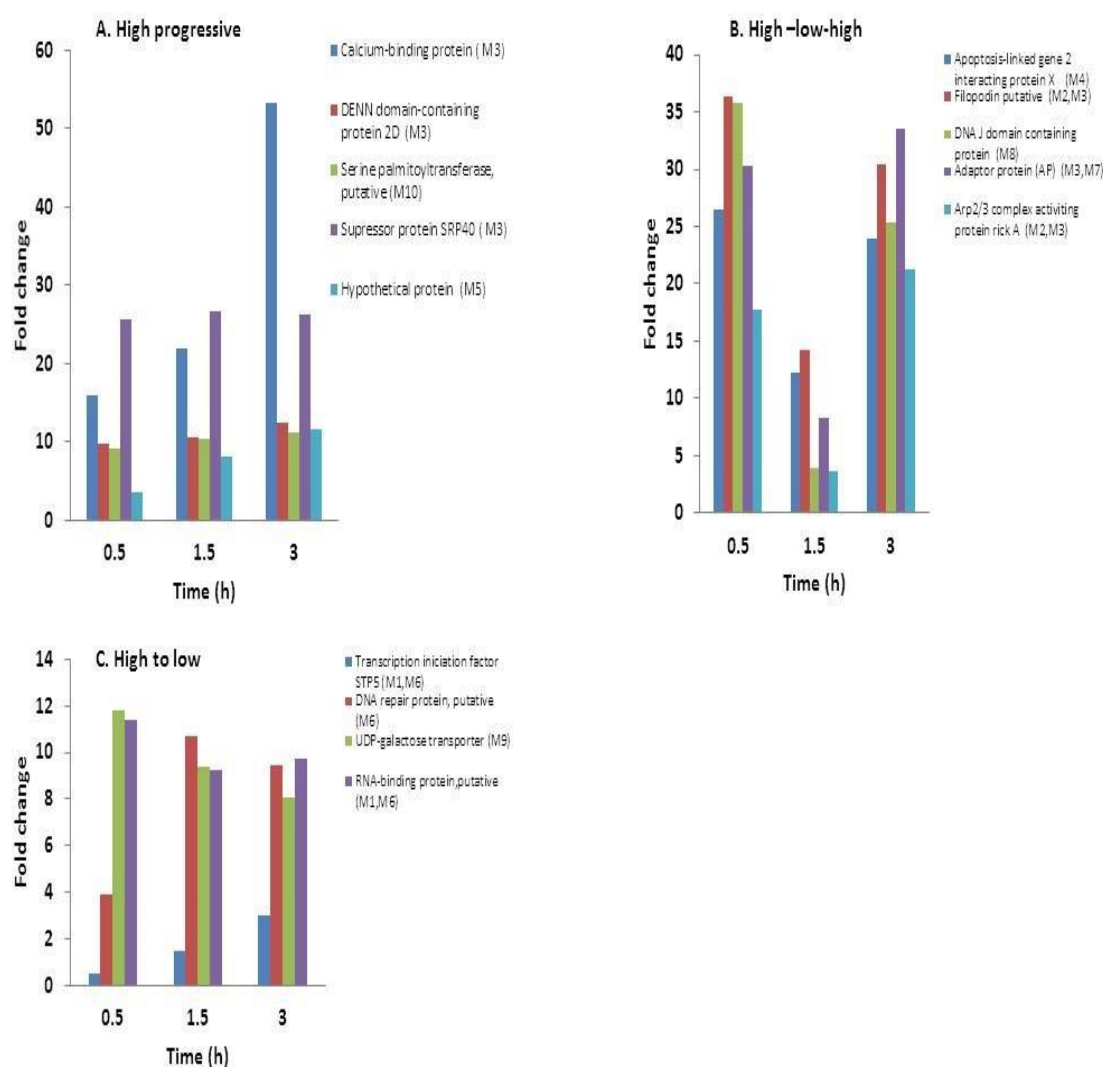 A. High progressive
60
50
40
30
20
10
0
Fold change
0.5 1.5 3
Time (h)
Calcium-binding protein ( M3)
DENN domain-containing
protein 2D (M3)
Serine palmitoyltransferase,
putative (M10)
Supressor protein SRP40 ( M3)
Hypothetical protein (M5)
B. High –low-high
40
35
30
25
20
15
10
5
0
Fold change
0.5 1.5 3
Time (h)
Apoptosis-linked gene 2
interacting protein X (M4)
Filopodin putative (M2,M3)
DNA J domain containing
protein (M8)
Adaptor protein (AP) (M3,M7)
Arp2/3 complex activiting
protein rick A (M2,M3)
C. High to low
14
12
10
8
6
4
2
0
Fold change
0.5 1.5 3
Time (h)
Transcription iniciation factor
STP5 (M1,M6)
DNA repair protein, putative
(M6)
UDP-galactose transporter (M9)
RNA-binding protein,putative
(M1,M6)